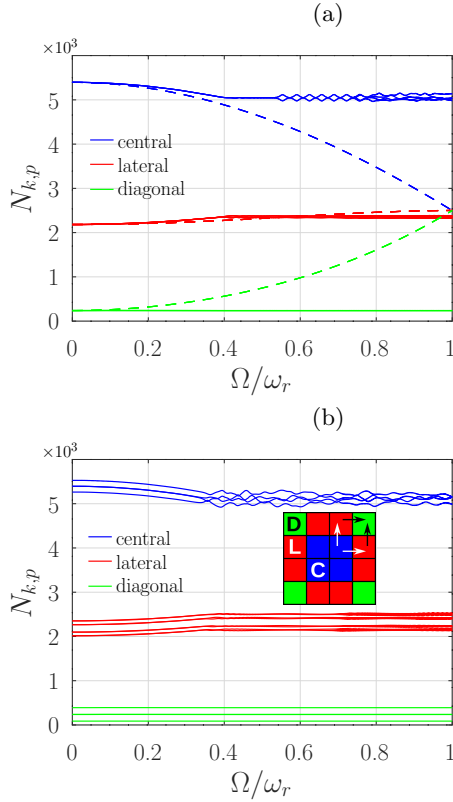 (a)
×10³
6
5
4
3
2
1
0
N_{k,p}
central
lateral
diagonal
0 0.2 0.4 0.6 0.8 1
Ω/ω_r
(b)
×10³
6
5
4
3
2
1
0
N_{k,p}
central
lateral
diagonal
D
L
C
0 0.2 0.4 0.6 0.8 1
Ω/ω_r